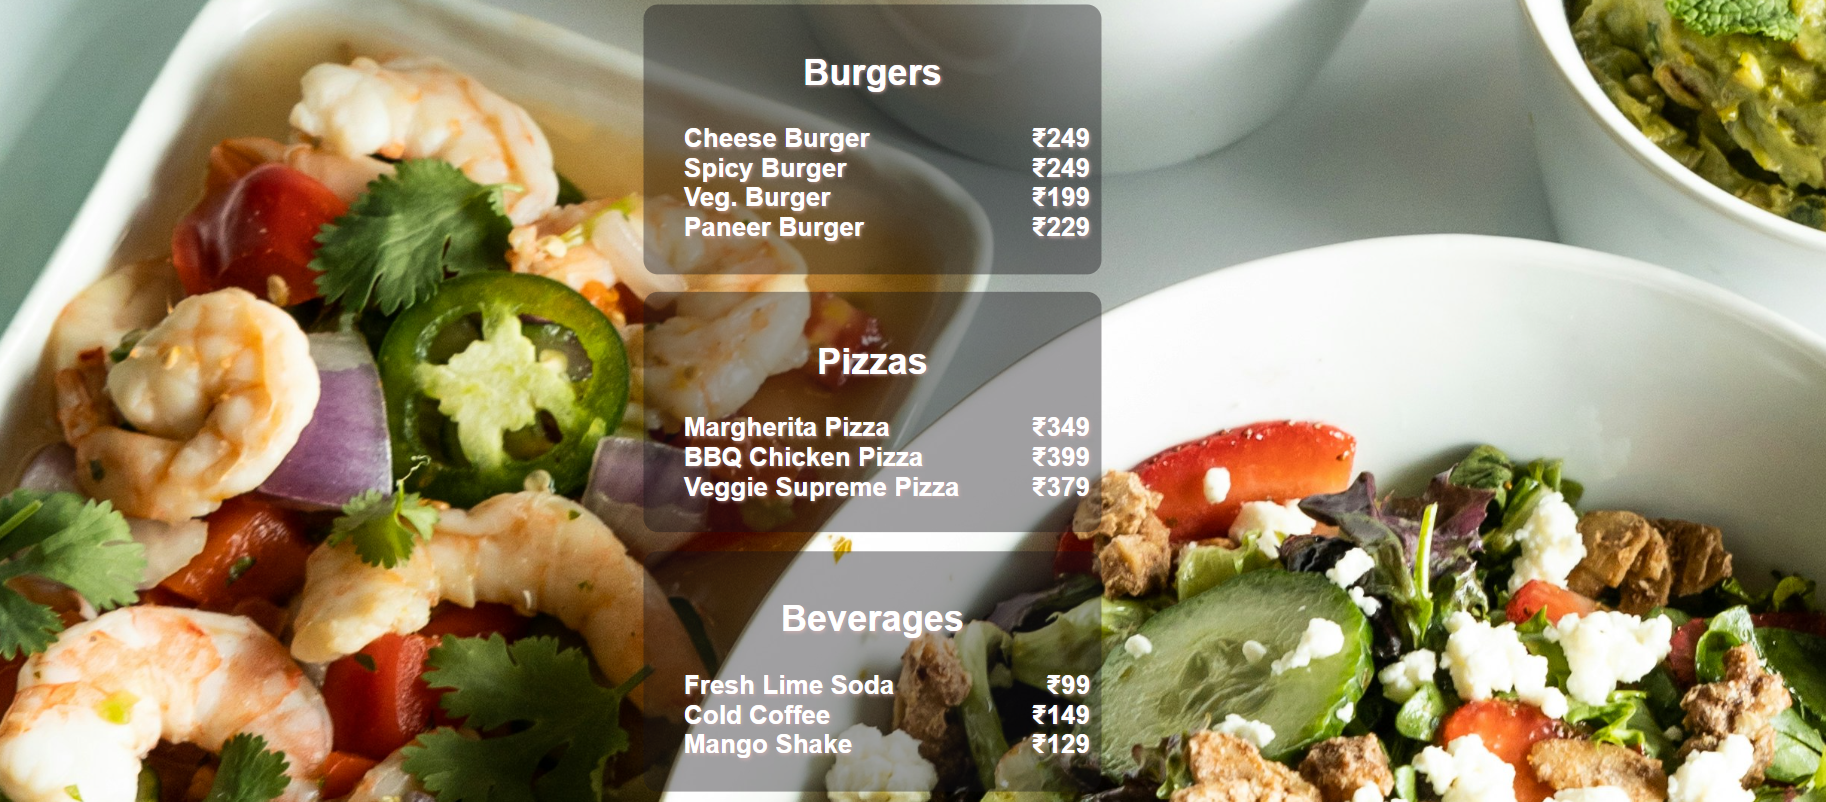 Burgers
Cheese Burger ₹249
Spicy Burger ₹249
Veg. Burger ₹199
Paneer Burger ₹229
Pizzas
Margherita Pizza ₹349
BBQ Chicken Pizza ₹399
Veggie Supreme Pizza ₹379
Beverages
Fresh Lime Soda ₹99
Cold Coffee ₹149
Mango Shake ₹129